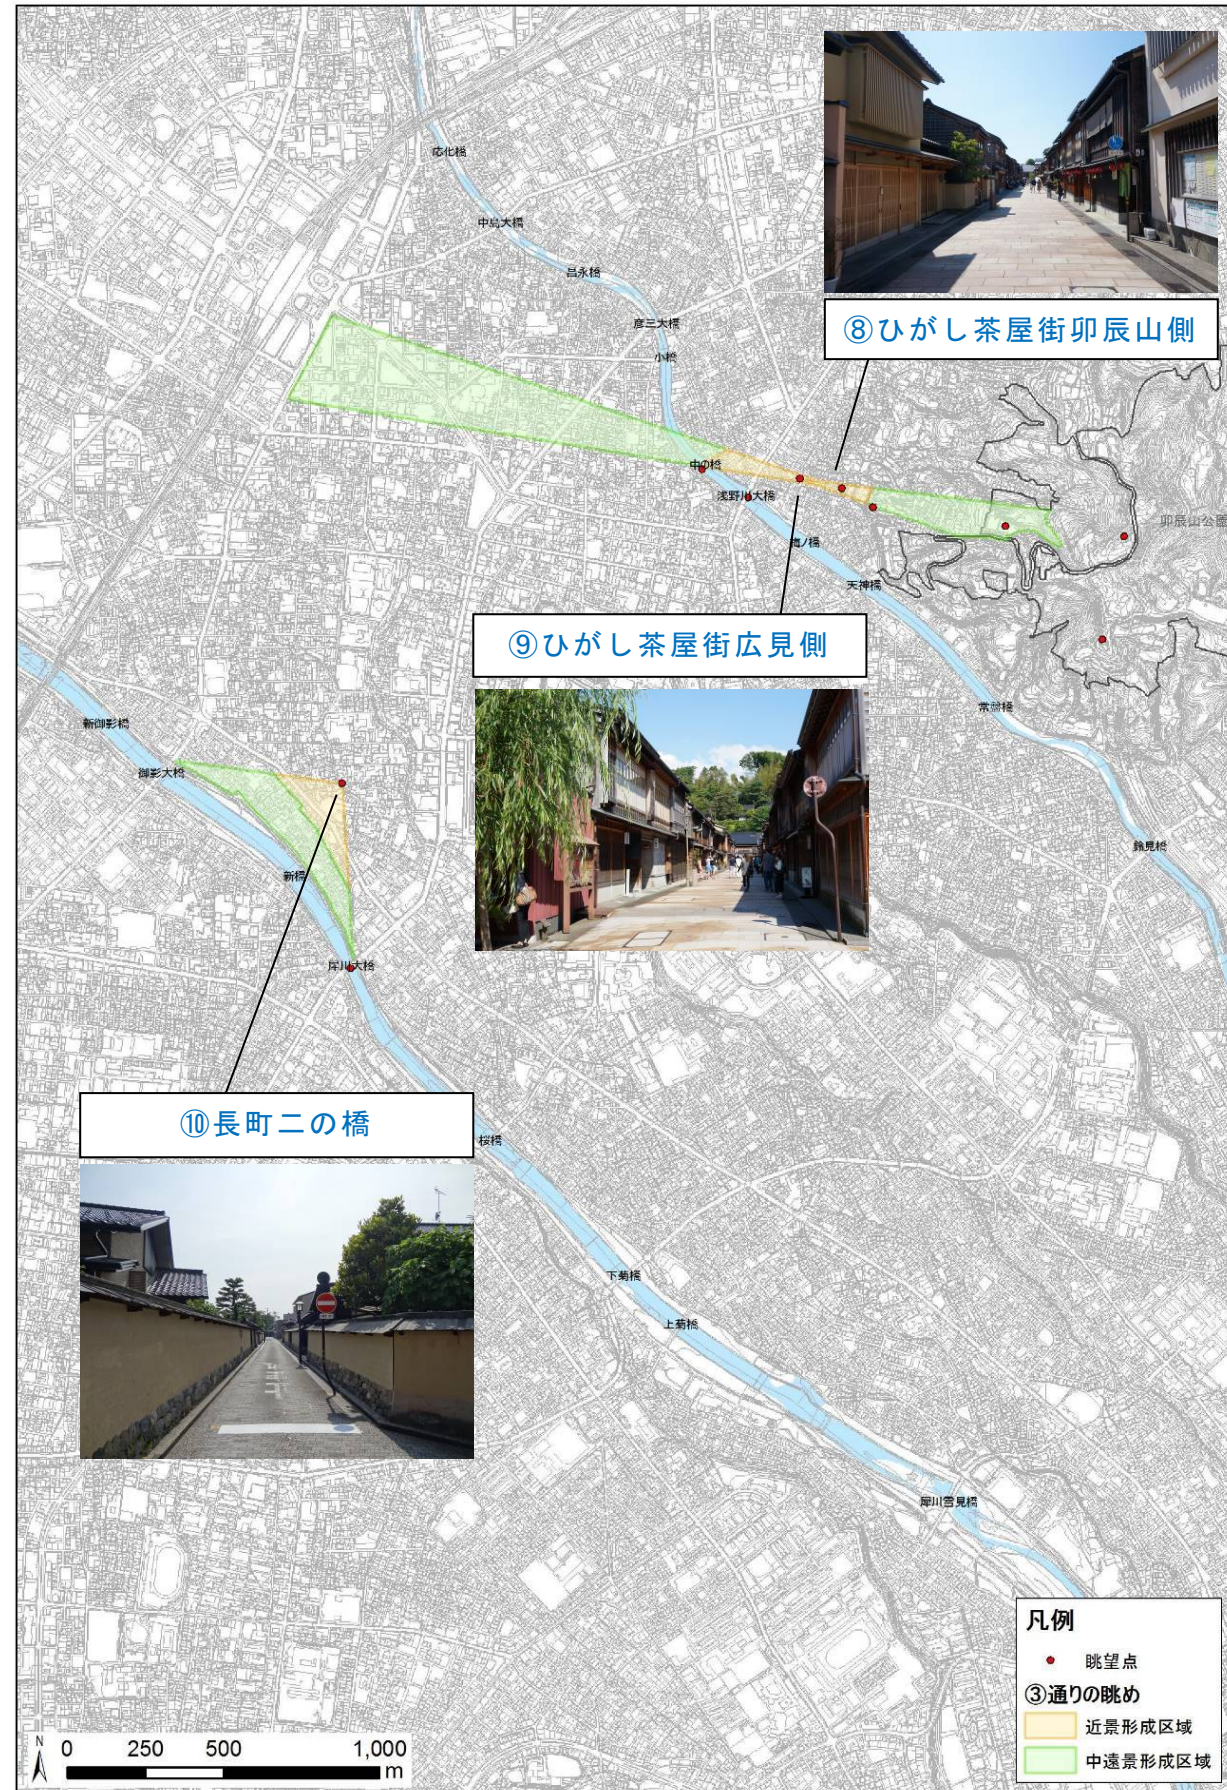 応化橋
中島大橋
昌永橋
彦三大橋
小橋
⑧ひがし茶屋街卯辰山側
中の橋
浅野川大橋
卯辰山公園
梅ノ橋
天神橋
⑨ひがし茶屋街広見側
常盤橋
新御影橋
御影大橋
鈴見橋
新橋
犀川大橋
⑩長町二の橋
桜橋
下菊橋
上菊橋
犀川雪見橋
凡例
眺望点
③通りの眺め
近景形成区域
中遠景形成区域
N
0 250 500 1,000
m